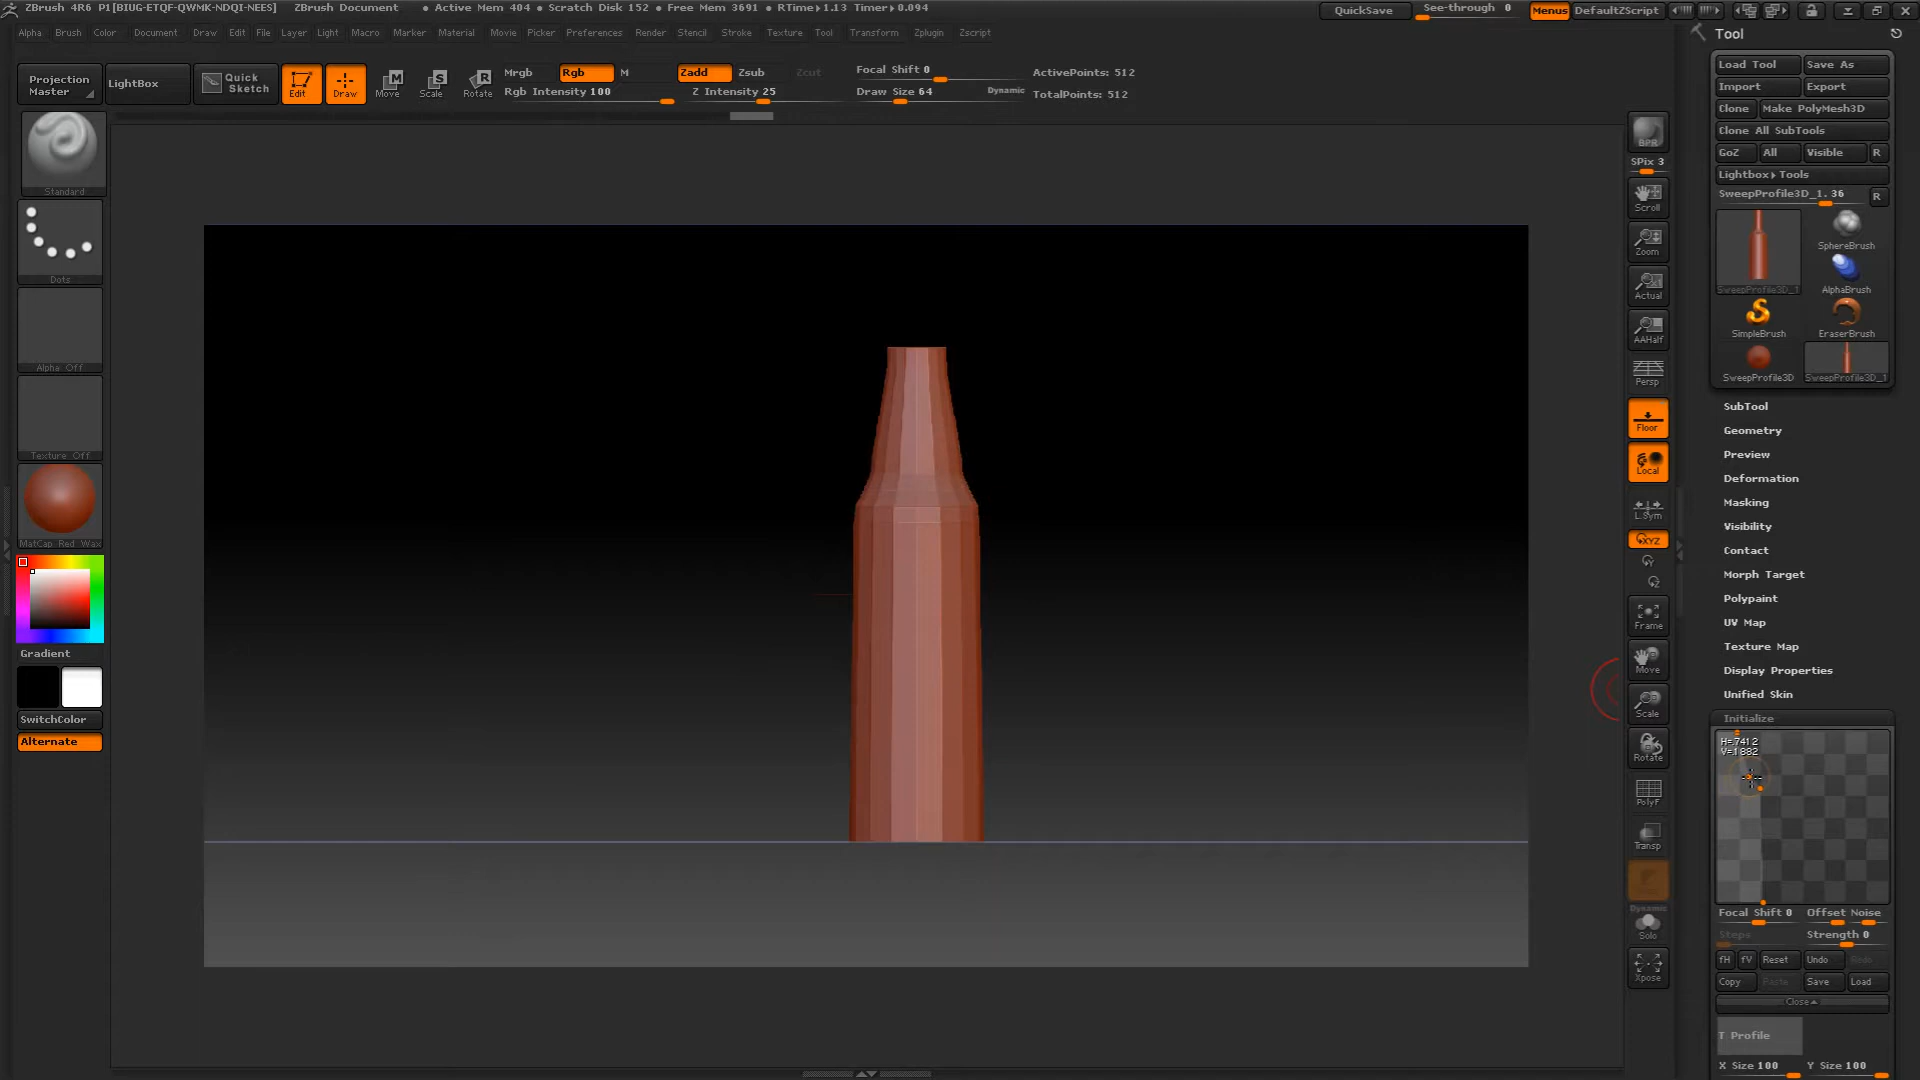 ZBrush 4R6 P1[BIUG-ETQF-QWMK-NDQI-NEES] ZBrush Document • Active Mem 404 • Scratch Disk 152 • Free Mem 3691 • RTime▸1.13 Timer▸0.094 QuickSave See-through 0 Menus DefaultZScript
Alpha Brush Color Document Draw Edit File Layer Light Macro Marker Material Movie Picker Preferences Render Stencil Stroke Texture Tool Transform Zplugin Zscript
Projection Master
LightBox
Quick Sketch
Edit Draw Move Scale Rotate
Mrgb Rgb M
Rgb Intensity 100
Zadd Zsub Zcut
Z Intensity 25
Focal Shift 0
Draw Size 64 Dynamic
ActivePoints: 512
TotalPoints: 512
Standard
Dots
Alpha Off
Texture Off
MatCap Red Wax
Gradient
SwitchColor
Alternate
BPR
SPix 3
Scroll
Zoom
Actual
AAHalf
Persp
Floor
Local
L.Sym
XYZ
Y
Z
Frame
Move
Scale
Rotate
PolyF
Transp
Dynamic
Solo
Xpose
Tool
Load Tool Save As
Import Export
Clone Make PolyMesh3D
Clone All SubTools
GoZ All Visible R
Lightbox▸Tools
SweepProfile3D_1. 36 R
SweepProfile3D_1 SphereBrush
AlphaBrush
SimpleBrush EraserBrush
SweepProfile3D SweepProfile3D_1
SubTool
Geometry
Preview
Deformation
Masking
Visibility
Contact
Morph Target
Polypaint
UV Map
Texture Map
Display Properties
Unified Skin
Initialize
H=7412
V=1882
Focal Shift 0 Offset Noise
Steps Strength 0
fH fV Reset Undo Redo
Copy Paste Save Load
Close
T Profile
X Size 100 Y Size 100